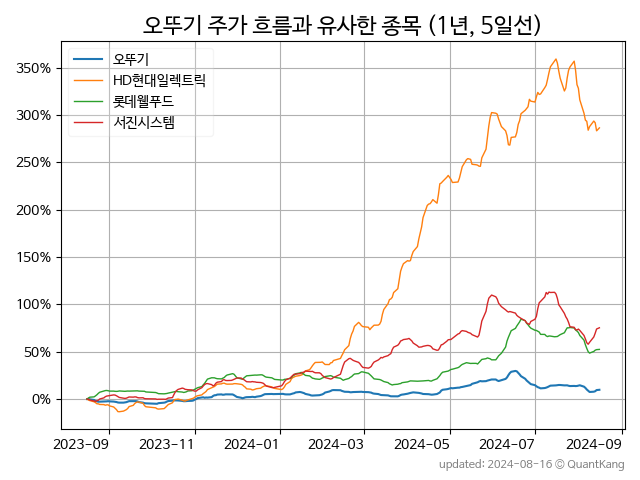 오뚜기 주가 흐름과 유사한 종목 (1년, 5일선)
오뚜기
HD현대일렉트릭
롯데웰푸드
서진시스템
350%
300%
250%
200%
150%
100%
50%
0%
2023-09 2023-11 2024-01 2024-03 2024-05 2024-07 2024-09
updated: 2024-08-16 © QuantKang